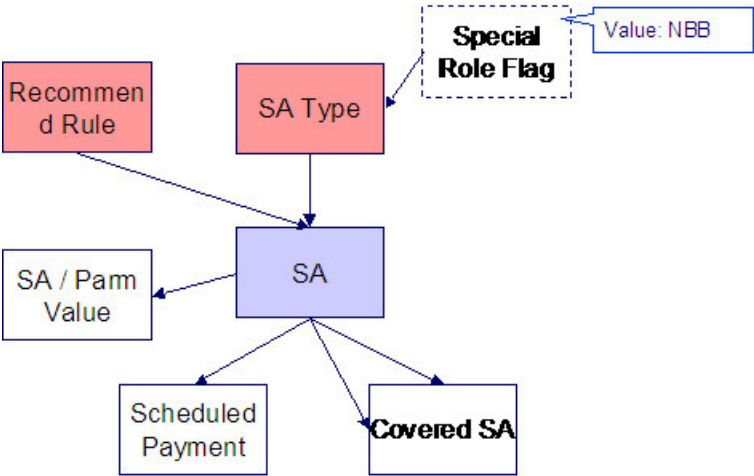 Special
Role Flag
Value: NBB
Recommen
d Rule
SA Type
SA / Parm
Value
SA
Scheduled
Payment
Covered SA